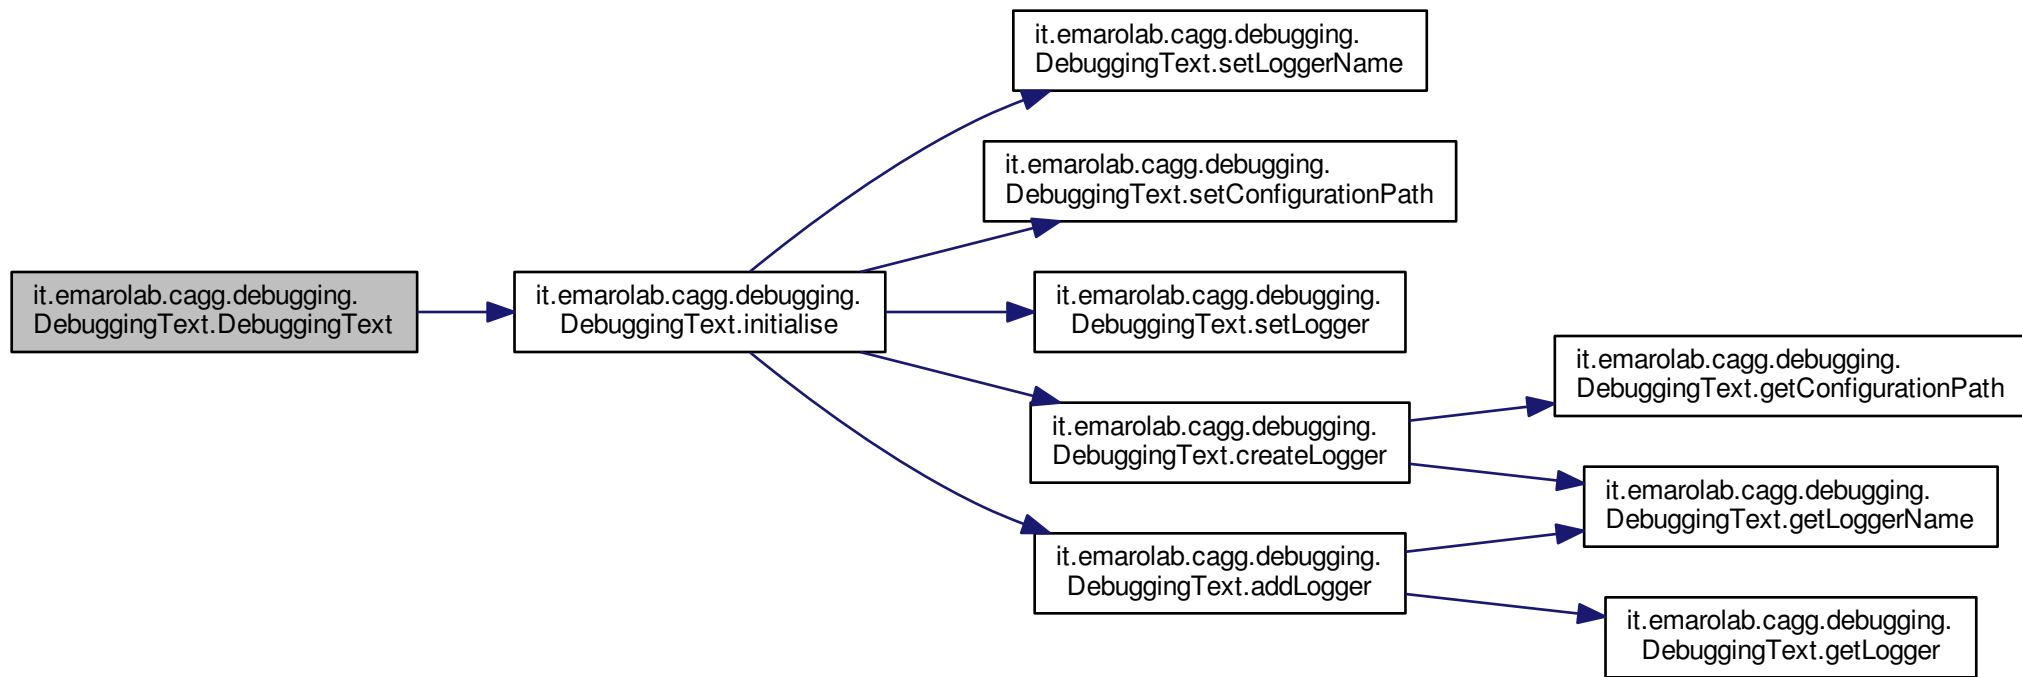 it.emarolab.cagg.debugging.
DebuggingText.DebuggingText
it.emarolab.cagg.debugging.
DebuggingText.initialise
it.emarolab.cagg.debugging.
DebuggingText.setLoggerName
it.emarolab.cagg.debugging.
DebuggingText.setConfigurationPath
it.emarolab.cagg.debugging.
DebuggingText.setLogger
it.emarolab.cagg.debugging.
DebuggingText.createLogger
it.emarolab.cagg.debugging.
DebuggingText.addLogger
it.emarolab.cagg.debugging.
DebuggingText.getConfigurationPath
it.emarolab.cagg.debugging.
DebuggingText.getLoggerName
it.emarolab.cagg.debugging.
DebuggingText.getLogger